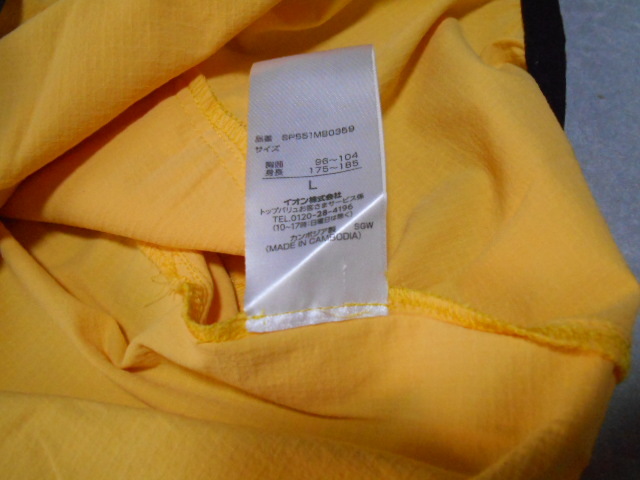 品番 SPS51MB0369
サイズ
胸囲 96~104
身長 175~185
L
イオン株式会社
トップバリュお客さまサービス係
TEL.0120-28-4196
(10~17時:日曜日は除く)
カンボジア製 SGW
(MADE IN CAMBODIA)